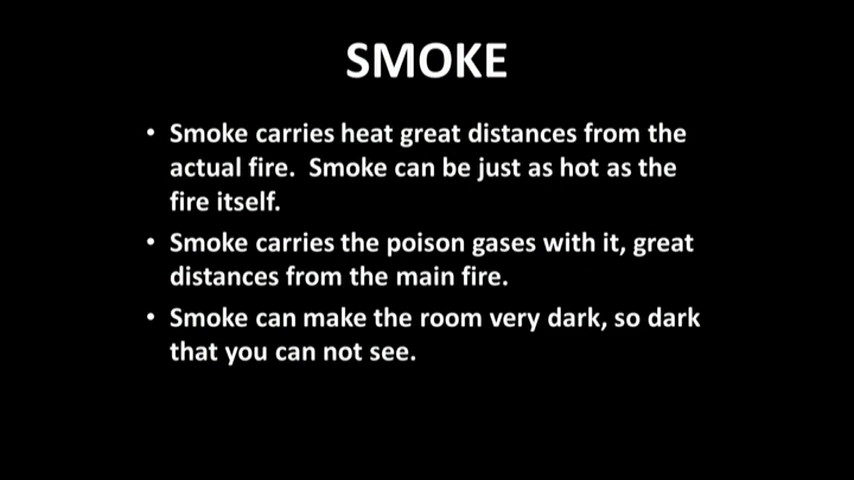 SMOKE
• Smoke carries heat great distances from the
actual fire.  Smoke can be just as hot as the
fire itself.
• Smoke carries the poison gases with it, great
distances from the main fire.
• Smoke can make the room very dark, so dark
that you can not see.